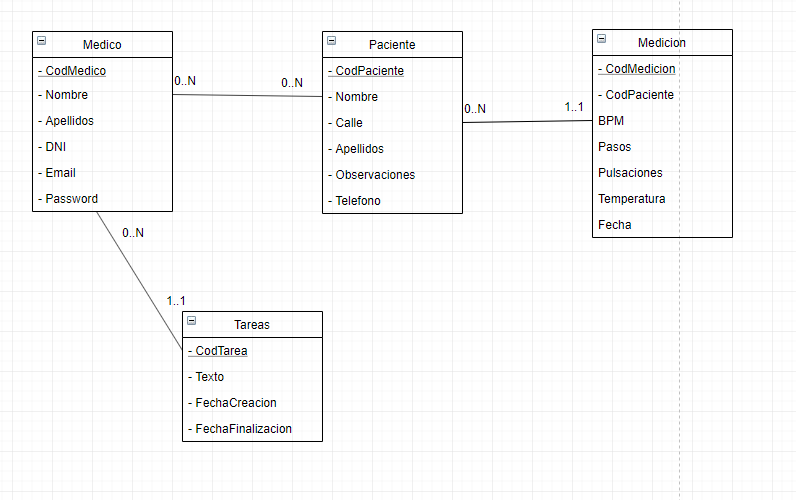 Medico
- CodMedico
- Nombre
- Apellidos
- DNI
- Email
- Password
0..N
0..N
Paciente
- CodPaciente
- Nombre
- Calle
- Apellidos
- Observaciones
- Telefono
0..N
1..1
Medicion
- CodMedicion
- CodPaciente
BPM
Pasos
Pulsaciones
Temperatura
Fecha
0..N
1..1
Tareas
- CodTarea
- Texto
- FechaCreacion
- FechaFinalizacion